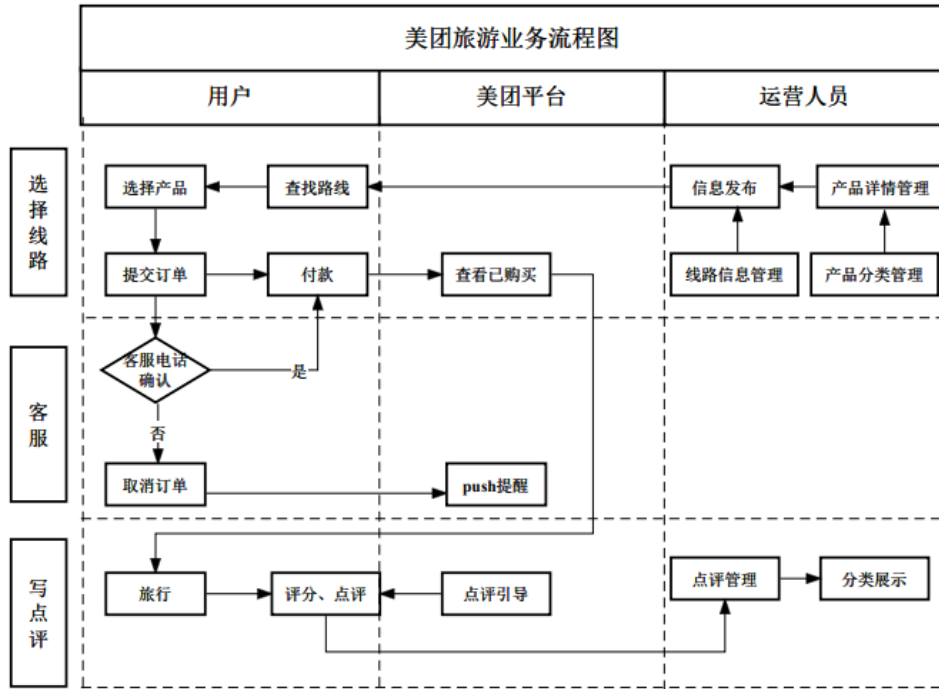 美团旅游业务流程图
用户
美团平台
运营人员
选
择
线
路
选择产品
查找路线
信息发布
产品详情管理
提交订单
付款
查看已购买
线路信息管理
产品分类管理
客
服
客服电话
确认
是
否
取消订单
push提醒
写
点
评
旅行
评分、点评
点评引导
点评管理
分类展示